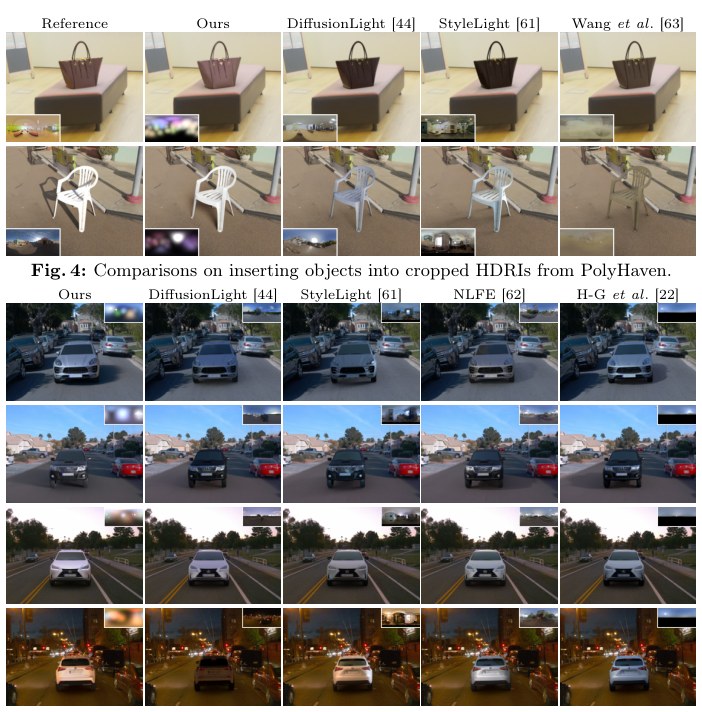 Reference Ours DiffusionLight [44] StyleLight [61] Wang et al. [63]
Fig. 4: Comparisons on inserting objects into cropped HDRIs from PolyHaven.
Ours DiffusionLight [44] StyleLight [61] NLFE [62] H-G et al. [22]